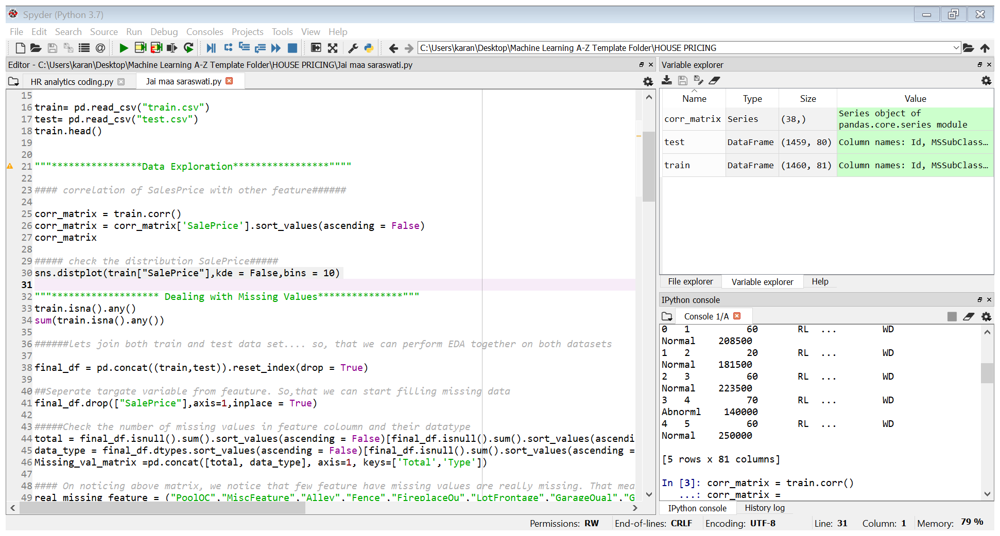 Spyder (Python 3.7)
File Edit Search Source Run Debug Consoles Projects Tools View Help
C:\Users\karan\Desktop\Machine Learning A-Z Template Folder\HOUSE PRICING
Editor - C:\Users\karan\Desktop\Machine Learning A-Z Template Folder\HOUSE PRICING\Jai maa saraswati.py
HR analytics coding.py
Jai maa saraswati.py
15
16 train= pd.read_csv("train.csv")
17 test= pd.read_csv("test.csv")
18 train.head()
19
20
21 """****************Data Exploration*****************""""
22
23 #### correlation of SalesPrice with other feature######
24
25 corr_matrix = train.corr()
26 corr_matrix = corr_matrix['SalePrice'].sort_values(ascending = False)
27 corr_matrix
28
29 ##### check the distribution SalePrice#####
30 sns.distplot(train["SalePrice"],kde = False,bins = 10)
31
32 """******************* Dealing with Missing Values***************"""
33 train.isna().any()
34 sum(train.isna().any())
35
36 ######lets join both train and test data set.... so, that we can perform EDA together on both datasets
37
38 final_df = pd.concat((train,test)).reset_index(drop = True)
39
40 ##Seperate targate variable from feauture. So,that we can start filling missing data
41 final_df.drop(["SalePrice"],axis=1,inplace = True)
42
43 #####Check the number of missing values in feature coloumn and their datatype
44 total = final_df.isnull().sum().sort_values(ascending = False)[final_df.isnull().sum().sort_values(ascendi
45 data_type = final_df.dtypes.sort_values(ascending = False)[final_df.isnull().sum().sort_values(ascending =
46 Missing_val_matrix =pd.concat([total, data_type], axis=1, keys=['Total','Type'])
47
48 #### On noticing above matrix, we notice that few feature have missing values are really missing. That mea
49 real_missing_feature = ("PoolQC","MiscFeature","Alley","Fence","FireplaceQu","LotFrontage","GarageQual","G
Variable explorer
Name Type Size Value
corr_matrix Series (38,) Series object of
pandas.core.series module
test DataFrame (1459, 80) Column names: Id, MSSubClass...
train DataFrame (1460, 81) Column names: Id, MSSubClass...
File explorer Variable explorer Help
IPython console
Console 1/A
0 1 60 RL ... WD
Normal 208500
1 2 20 RL ... WD
Normal 181500
2 3 60 RL ... WD
Normal 223500
3 4 70 RL ... WD
Abnorml 140000
4 5 60 RL ... WD
Normal 250000
[5 rows x 81 columns]
In [3]: corr_matrix = train.corr()
...: corr_matrix =
IPython console History log
Permissions: RW End-of-lines: CRLF Encoding: UTF-8 Line: 31 Column: 1 Memory: 79 %